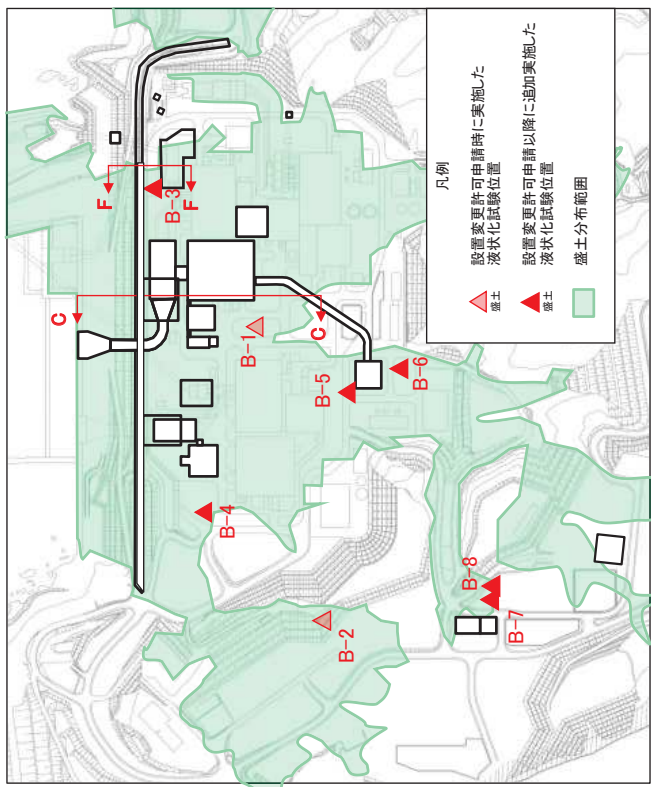 凡例
設置変更許可申請時に実施した
液状化試験位置
盛土
設置変更許可申請以降に追加実施した
液状化試験位置
盛土
盛土分布範囲
C
C
F
F
B-1
B-2
B-3
B-4
B-5
B-6
B-7
B-8